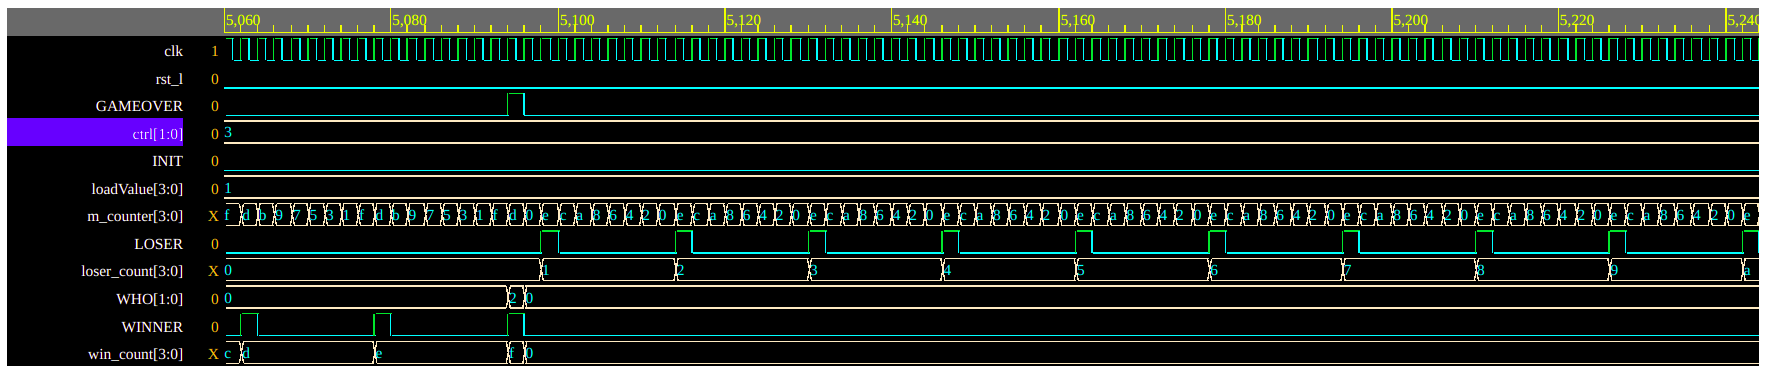 5,060 5,080 5,100 5,120 5,140 5,160 5,180 5,200 5,220 5,240
clk 1
rst_l 0
GAMEOVER 0
ctrl[1:0] 0 3
INIT 0
loadValue[3:0] 0 1
m_counter[3:0] X f d b 9 7 5 3 1 f d b 9 7 5 3 1 f d 0 e c a 8 6 4 2 0 e c a 8 6 4 2 0 e c a 8 6 4 2 0 e c a 8 6 4 2 0 e c a 8 6 4 2 0 e c a 8 6 4 2 0 e c a 8 6 4 2 0 e c a 8 6 4 2 0 e c a 8 6 4 2 0 e
LOSER 0
loser_count[3:0] X 0 1 2 3 4 5 6 7 8 9 a
WHO[1:0] 0 0 2 0
WINNER 0
win_count[3:0] X c d e f 0